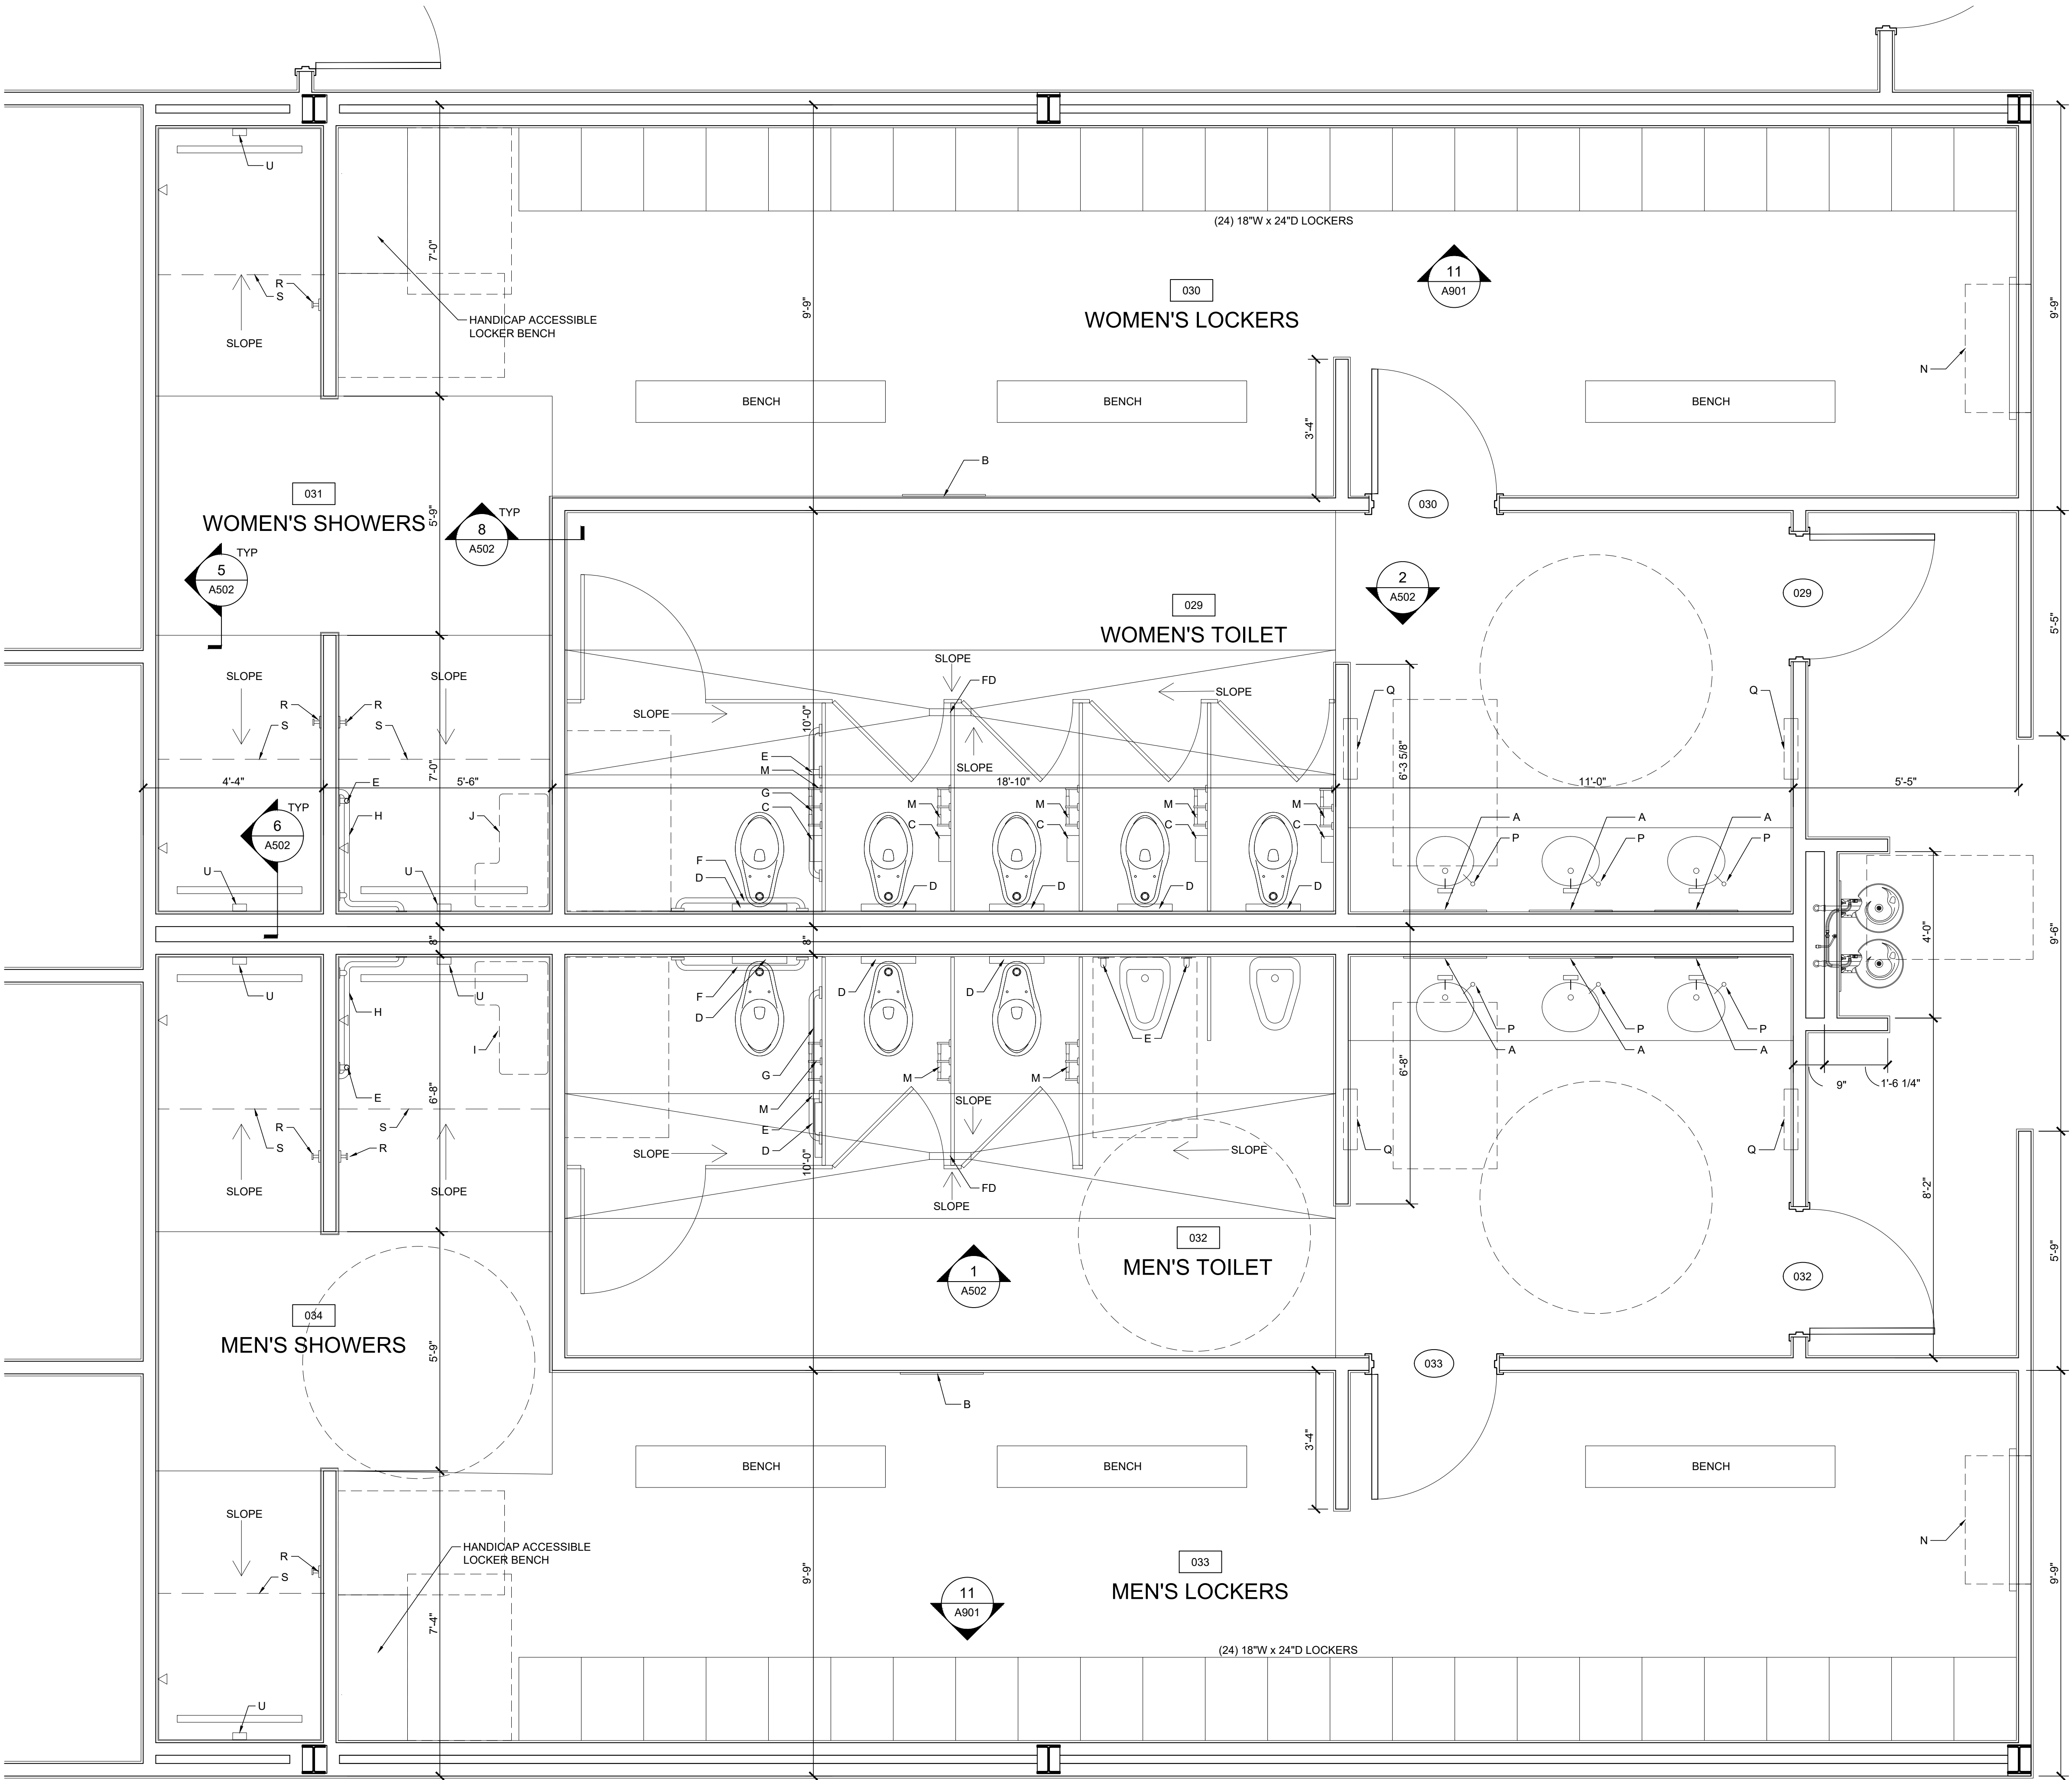 U
(24) 18"W x 24"D LOCKERS
7'-0"
9'-9"
9'-9"
11
A901
030
WOMEN'S LOCKERS
R
S
SLOPE
HANDICAP ACCESSIBLE
LOCKER BENCH
N
BENCH
BENCH
BENCH
3'-4"
B
031
WOMEN'S SHOWERS
5'-9"
TYP
8
A502
030
TYP
5
A502
2
A502
029
029
WOMEN'S TOILET
5'-5"
SLOPE
SLOPE
SLOPE
FD
SLOPE
SLOPE
SLOPE
Q
Q
R
R
S
S
10'-0"
6'-3 5/8"
7'-0"
4'-4"
5'-6"
18'-10"
11'-0"
5'-5"
E
E
M
G
C
M
C
M
C
M
C
M
C
H
J
TYP
6
A502
A
A
A
P
P
P
U
U
F
D
D
D
D
D
8"
8"
4'-0"
9'-6"
U
U
H
I
E
F
D
D
D
E
G
M
E
D
M
M
P
P
P
A
A
A
9"
1'-6 1/4"
6'-8"
6'-8"
R
S
S
R
SLOPE
SLOPE
SLOPE
SLOPE
SLOPE
SLOPE
FD
10'-0"
Q
Q
8'-2"
032
MEN'S TOILET
1
A502
032
5'-9"
034
MEN'S SHOWERS
5'-9"
033
B
3'-4"
BENCH
BENCH
BENCH
SLOPE
R
S
HANDICAP ACCESSIBLE
LOCKER BENCH
N
9'-9"
9'-9"
033
MEN'S LOCKERS
11
A901
7'-4"
(24) 18"W x 24"D LOCKERS
U